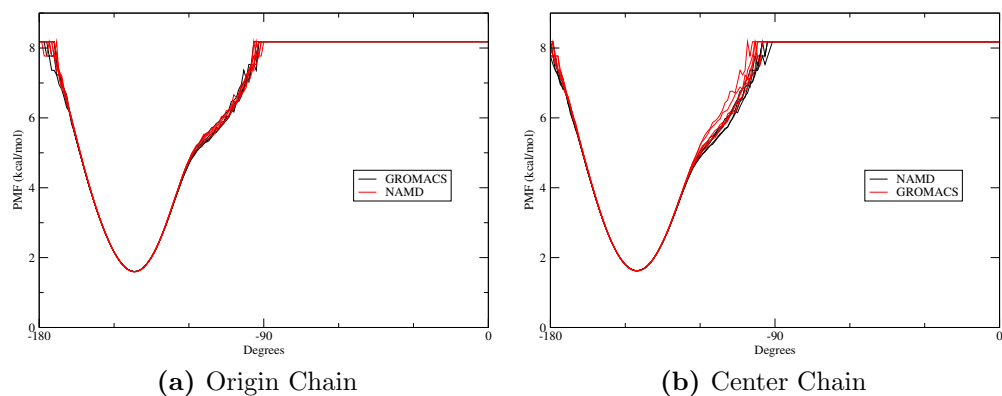 PMF (kcal/mol)
8
6
4
2
0
-180
-90
0
Degrees
GROMACS
NAMD
(a) Origin Chain
PMF (kcal/mol)
8
6
4
2
0
-180
-90
0
Degrees
NAMD
GROMACS
(b) Center Chain